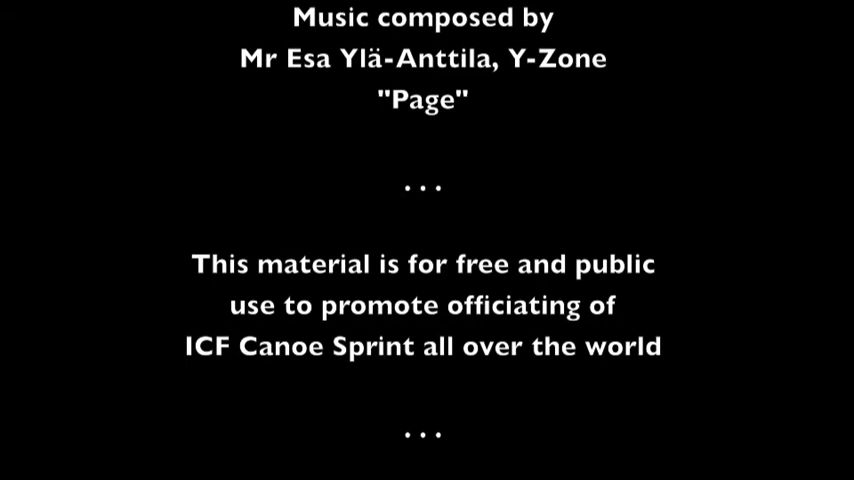 Music composed by
Mr Esa Ylä-Anttila, Y-Zone
"Page"
...
This material is for free and public
use to promote officiating of
ICF Canoe Sprint all over the world
...